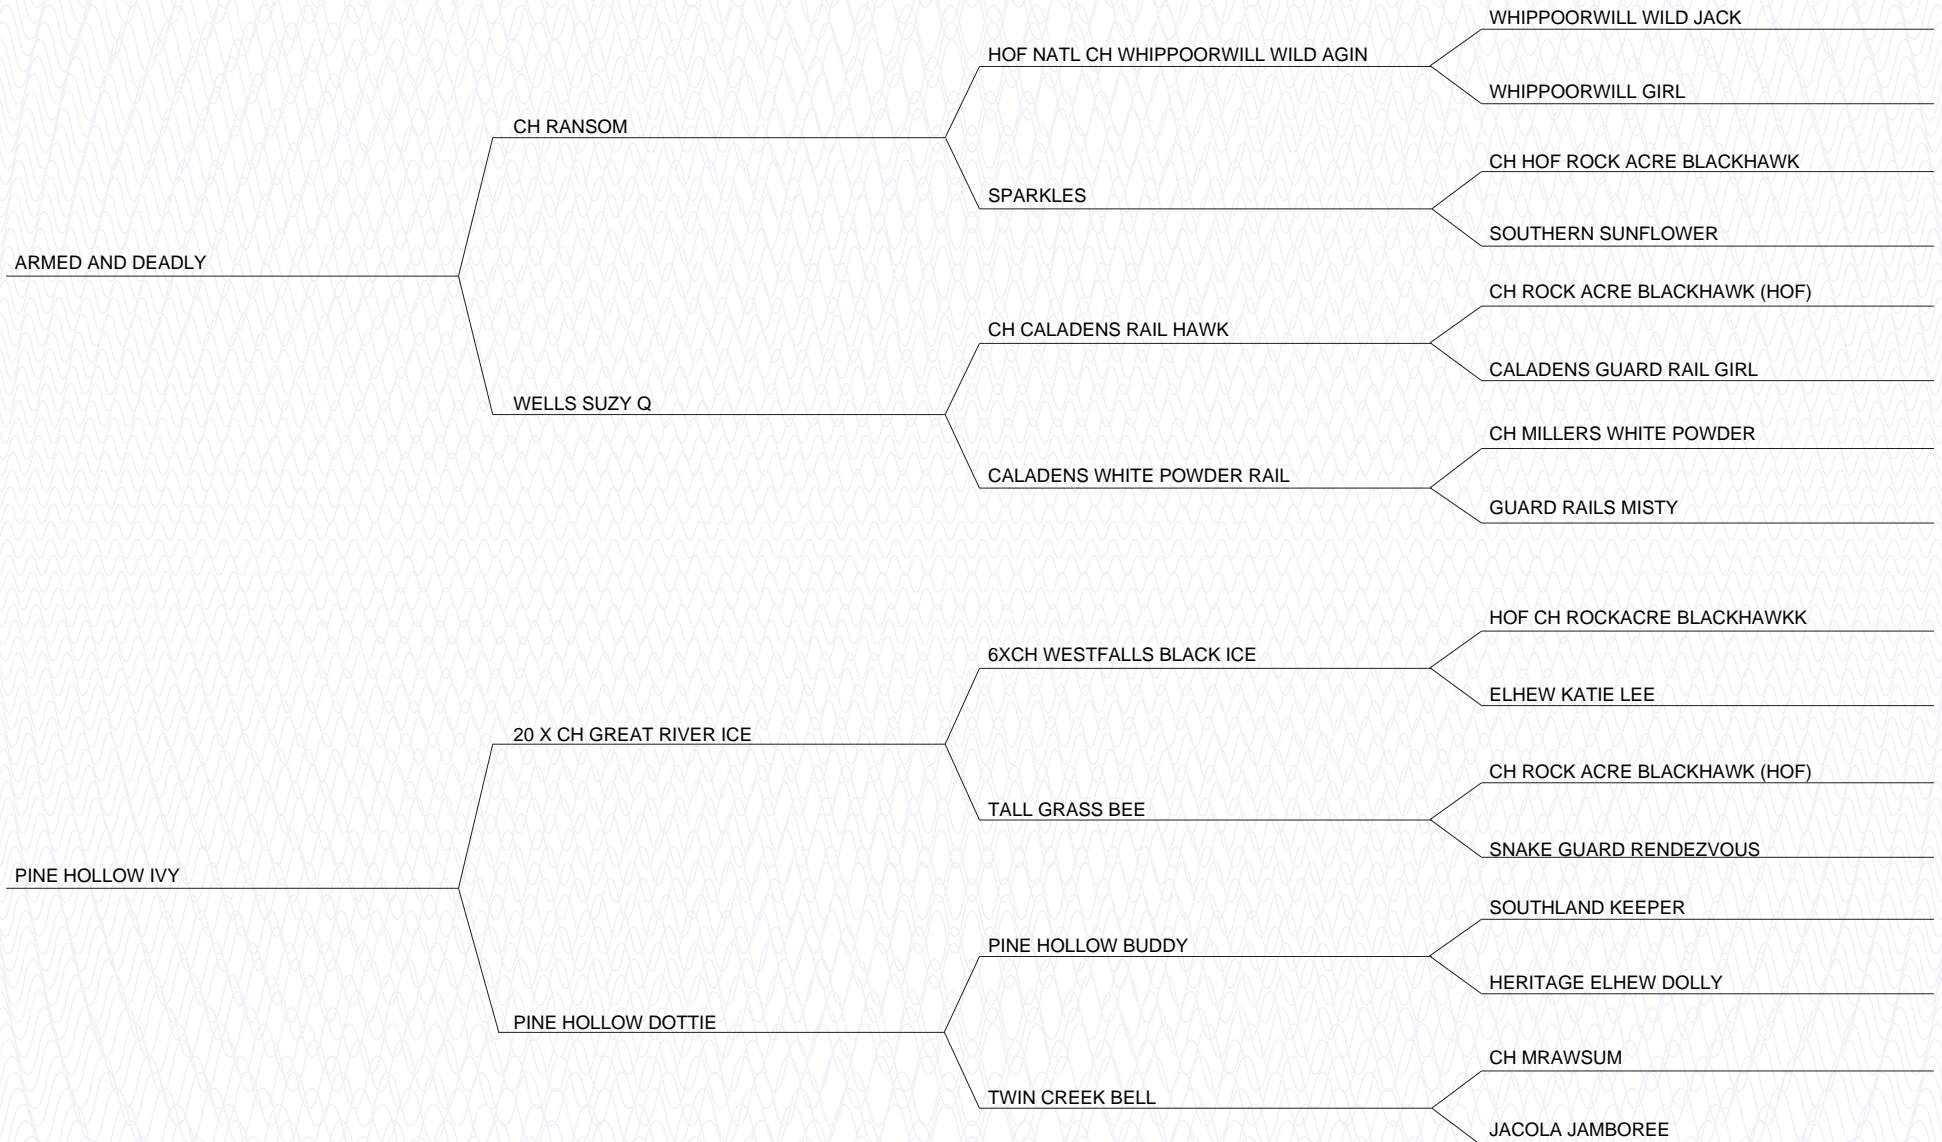 WHIPPOORWILL WILD JACK
HOF NATL CH WHIPPOORWILL WILD AGIN
WHIPPOORWILL GIRL
CH RANSOM
CH HOF ROCK ACRE BLACKHAWK
SPARKLES
SOUTHERN SUNFLOWER
ARMED AND DEADLY
CH ROCK ACRE BLACKHAWK (HOF)
CH CALADENS RAIL HAWK
CALADENS GUARD RAIL GIRL
WELLS SUZY Q
CH MILLERS WHITE POWDER
CALADENS WHITE POWDER RAIL
GUARD RAILS MISTY
HOF CH ROCKACRE BLACKHAWKK
6XCH WESTFALLS BLACK ICE
ELHEW KATIE LEE
20 X CH GREAT RIVER ICE
CH ROCK ACRE BLACKHAWK (HOF)
TALL GRASS BEE
SNAKE GUARD RENDEZVOUS
PINE HOLLOW IVY
SOUTHLAND KEEPER
PINE HOLLOW BUDDY
HERITAGE ELHEW DOLLY
PINE HOLLOW DOTTIE
CH MRAWSUM
TWIN CREEK BELL
JACOLA JAMBOREE